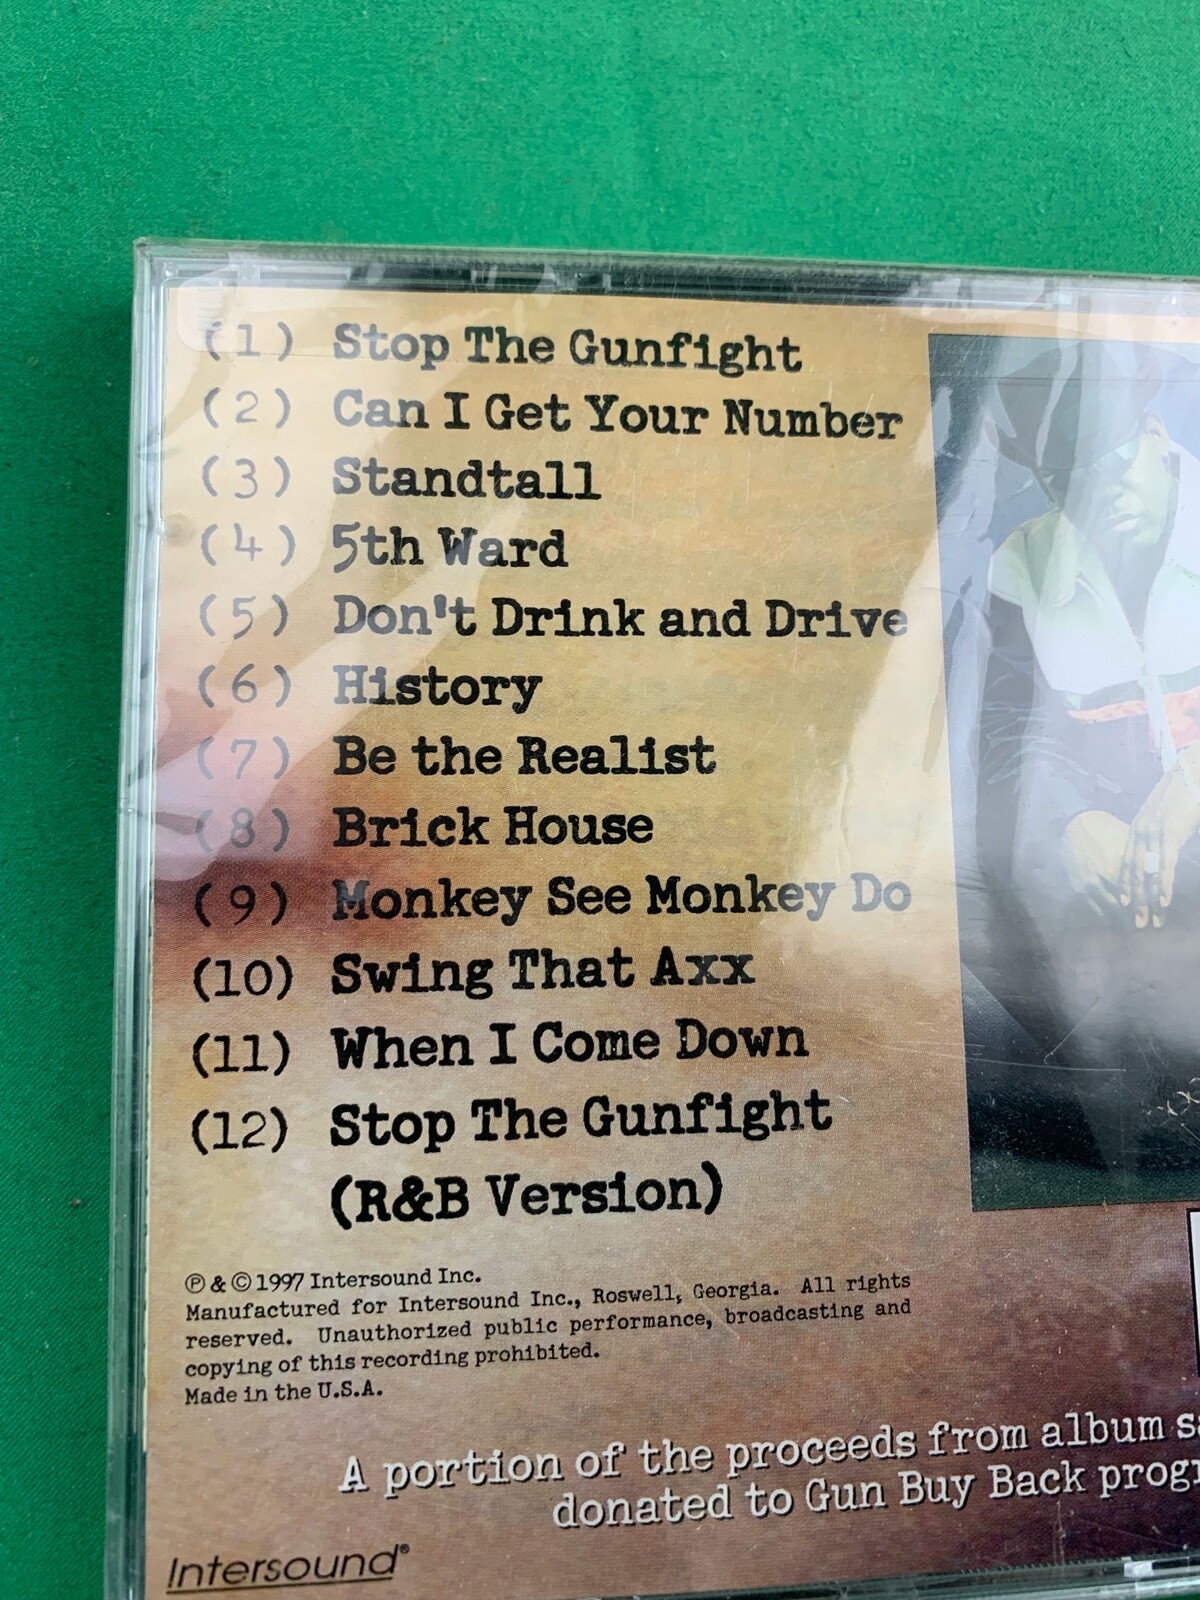 (1) Stop The Gunfight
(2) Can I Get Your Number
(3) Standtall
(4) 5th Ward
(5) Don't Drink and Drive
(6) History
(7) Be the Realist
(8) Brick House
(9) Monkey See Monkey Do
(10) Swing That Axx
(11) When I Come Down
(12) Stop The Gunfight
(R&B Version)
℗ & © 1997 Intersound Inc.
Manufactured for Intersound Inc., Roswell, Georgia. All rights
reserved. Unauthorized public performance, broadcasting and
copying of this recording prohibited.
Made in the U.S.A.
A portion of the proceeds from album
donated to Gun Buy Back
Intersound®